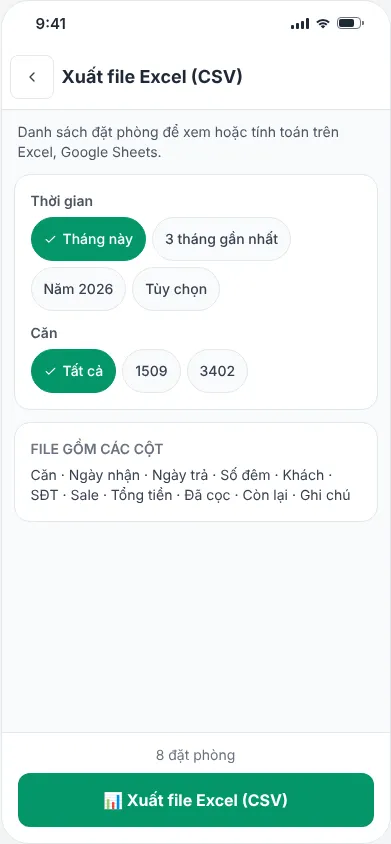 9:41
Xuất file Excel (CSV)
Danh sách đặt phòng để xem hoặc tính toán trên
Excel, Google Sheets.
Thời gian
✓ Tháng này
3 tháng gần nhất
Năm 2026
Tùy chọn
Căn
✓ Tất cả
1509
3402
FILE GỒM CÁC CỘT
Căn · Ngày nhận · Ngày trả · Số đêm · Khách ·
SĐT · Sale · Tổng tiền · Đã cọc · Còn lại · Ghi chú
8 đặt phòng
📊 Xuất file Excel (CSV)